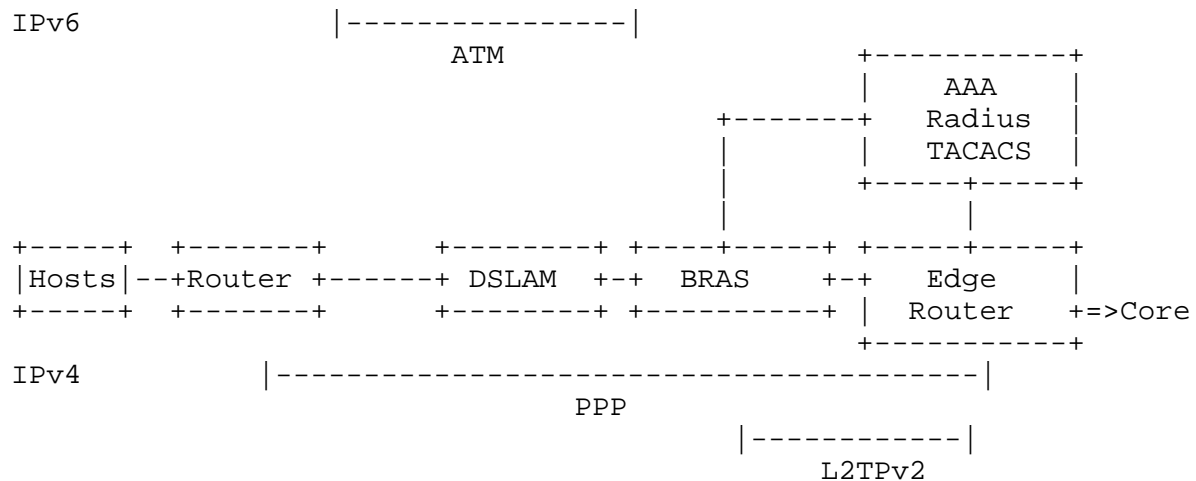 IPv6 |----------------|
ATM +-----------+
| AAA |
+-------+ Radius |
| | TACACS |
| +-----+-----+
| |
+-----+ +-------+ +--------+ +----+-----+ +-----+-----+
|Hosts|--+Router +------+ DSLAM +-+ BRAS +-+ Edge |
+-----+ +-------+ +--------+ +----------+ | Router +=>Core
+-----------+
IPv4 |----------------------------------------|
PPP
|------------|
L2TPv2